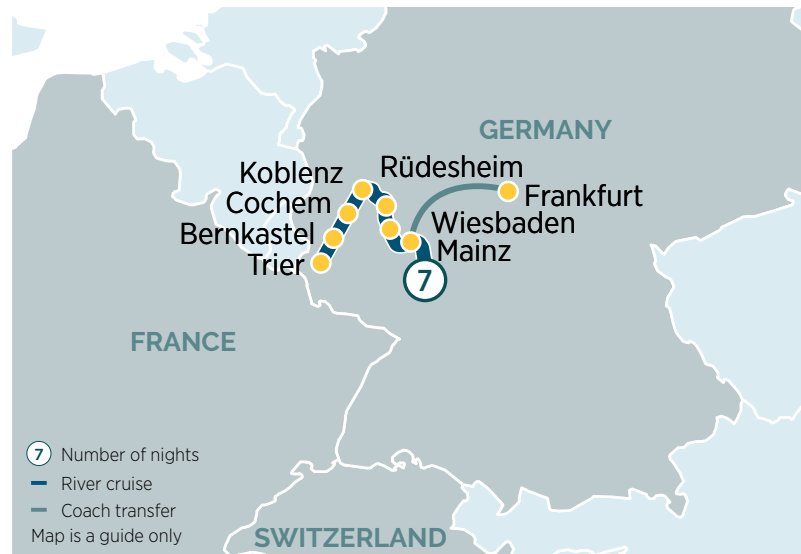 GERMANY
Koblenz
Rüdesheim
Frankfurt
Cochem
Bernkastel
Wiesbaden
Mainz
Trier
7
FRANCE
7 Number of nights
River cruise
Coach transfer
Map is a guide only
SWITZERLAND